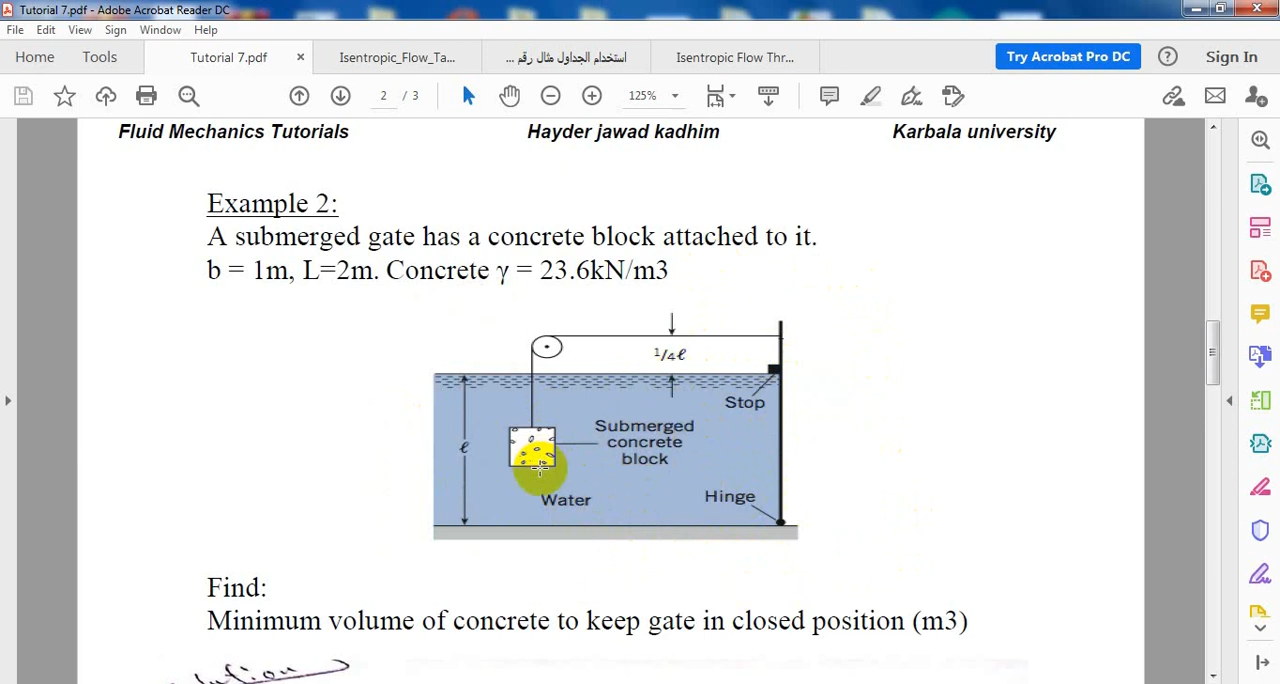 Tutorial 7.pdf - Adobe Acrobat Reader DC
File Edit View Sign Window Help
Home Tools Tutorial 7.pdf × Isentropic_Flow_Ta... استخدام الجداول مثال رقم ... Isentropic Flow Thr... Try Acrobat Pro DC ? Sign In
2 / 3 125%
Fluid Mechanics Tutorials Hayder jawad kadhim Karbala university
Example 2:
A submerged gate has a concrete block attached to it.
b = 1m, L=2m. Concrete γ = 23.6kN/m3
1/4ℓ
Stop
Submerged
concrete
block
ℓ
Hinge
Water
Find:
Minimum volume of concrete to keep gate in closed position (m3)